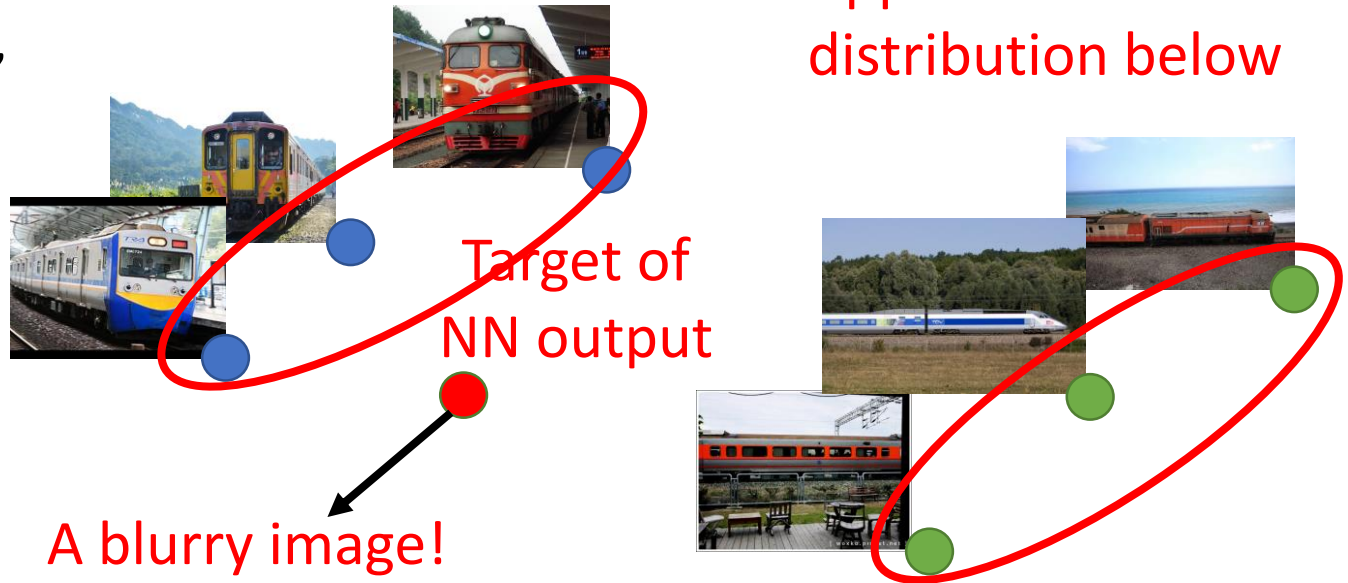 distribution below
Target of
NN output
A blurry image!